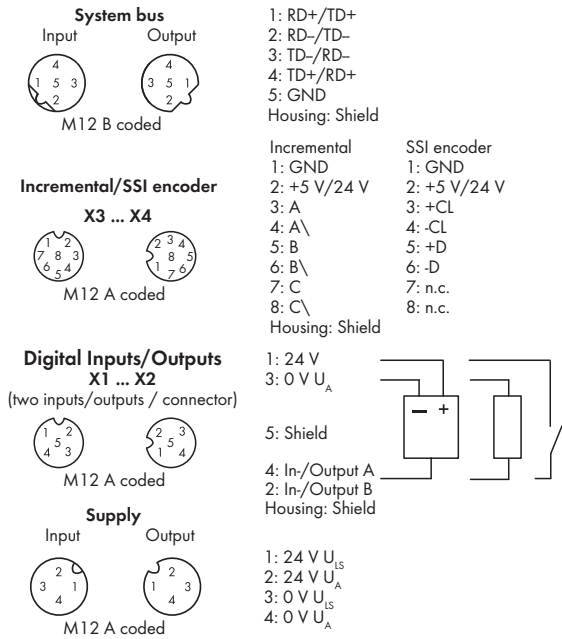 System bus
Input Output
4 4
1 5 3 3 5 1
2 2
M12 B coded
1: RD+/TD+
2: RD–/TD–
3: TD–/RD–
4: TD+/RD+
5: GND
Housing: Shield
Incremental/SSI encoder
X3 ... X4
1 2
7 8 3
6 5 4
2 3 4
8 5
1 7 6
M12 A coded
Incremental
1: GND
2: +5 V/24 V
3: A
4: A\
5: B
6: B\
7: C
8: C\
Housing: Shield
SSI encoder
1: GND
2: +5 V/24 V
3: +CL
4: -CL
5: +D
6: -D
7: n.c.
8: n.c.
Digital Inputs/Outputs
X1 ... X2
(two inputs/outputs / connector)
1 2
5
4 3
2 3
5
1 4
M12 A coded
1: 24 V
3: 0 V U_A
5: Shield
4: In-/Output A
2: In-/Output B
Housing: Shield
– +
Supply
Input Output
2 2
3 1 1 3
4 4
M12 A coded
1: 24 V U_LS
2: 24 V U_A
3: 0 V U_LS
4: 0 V U_A